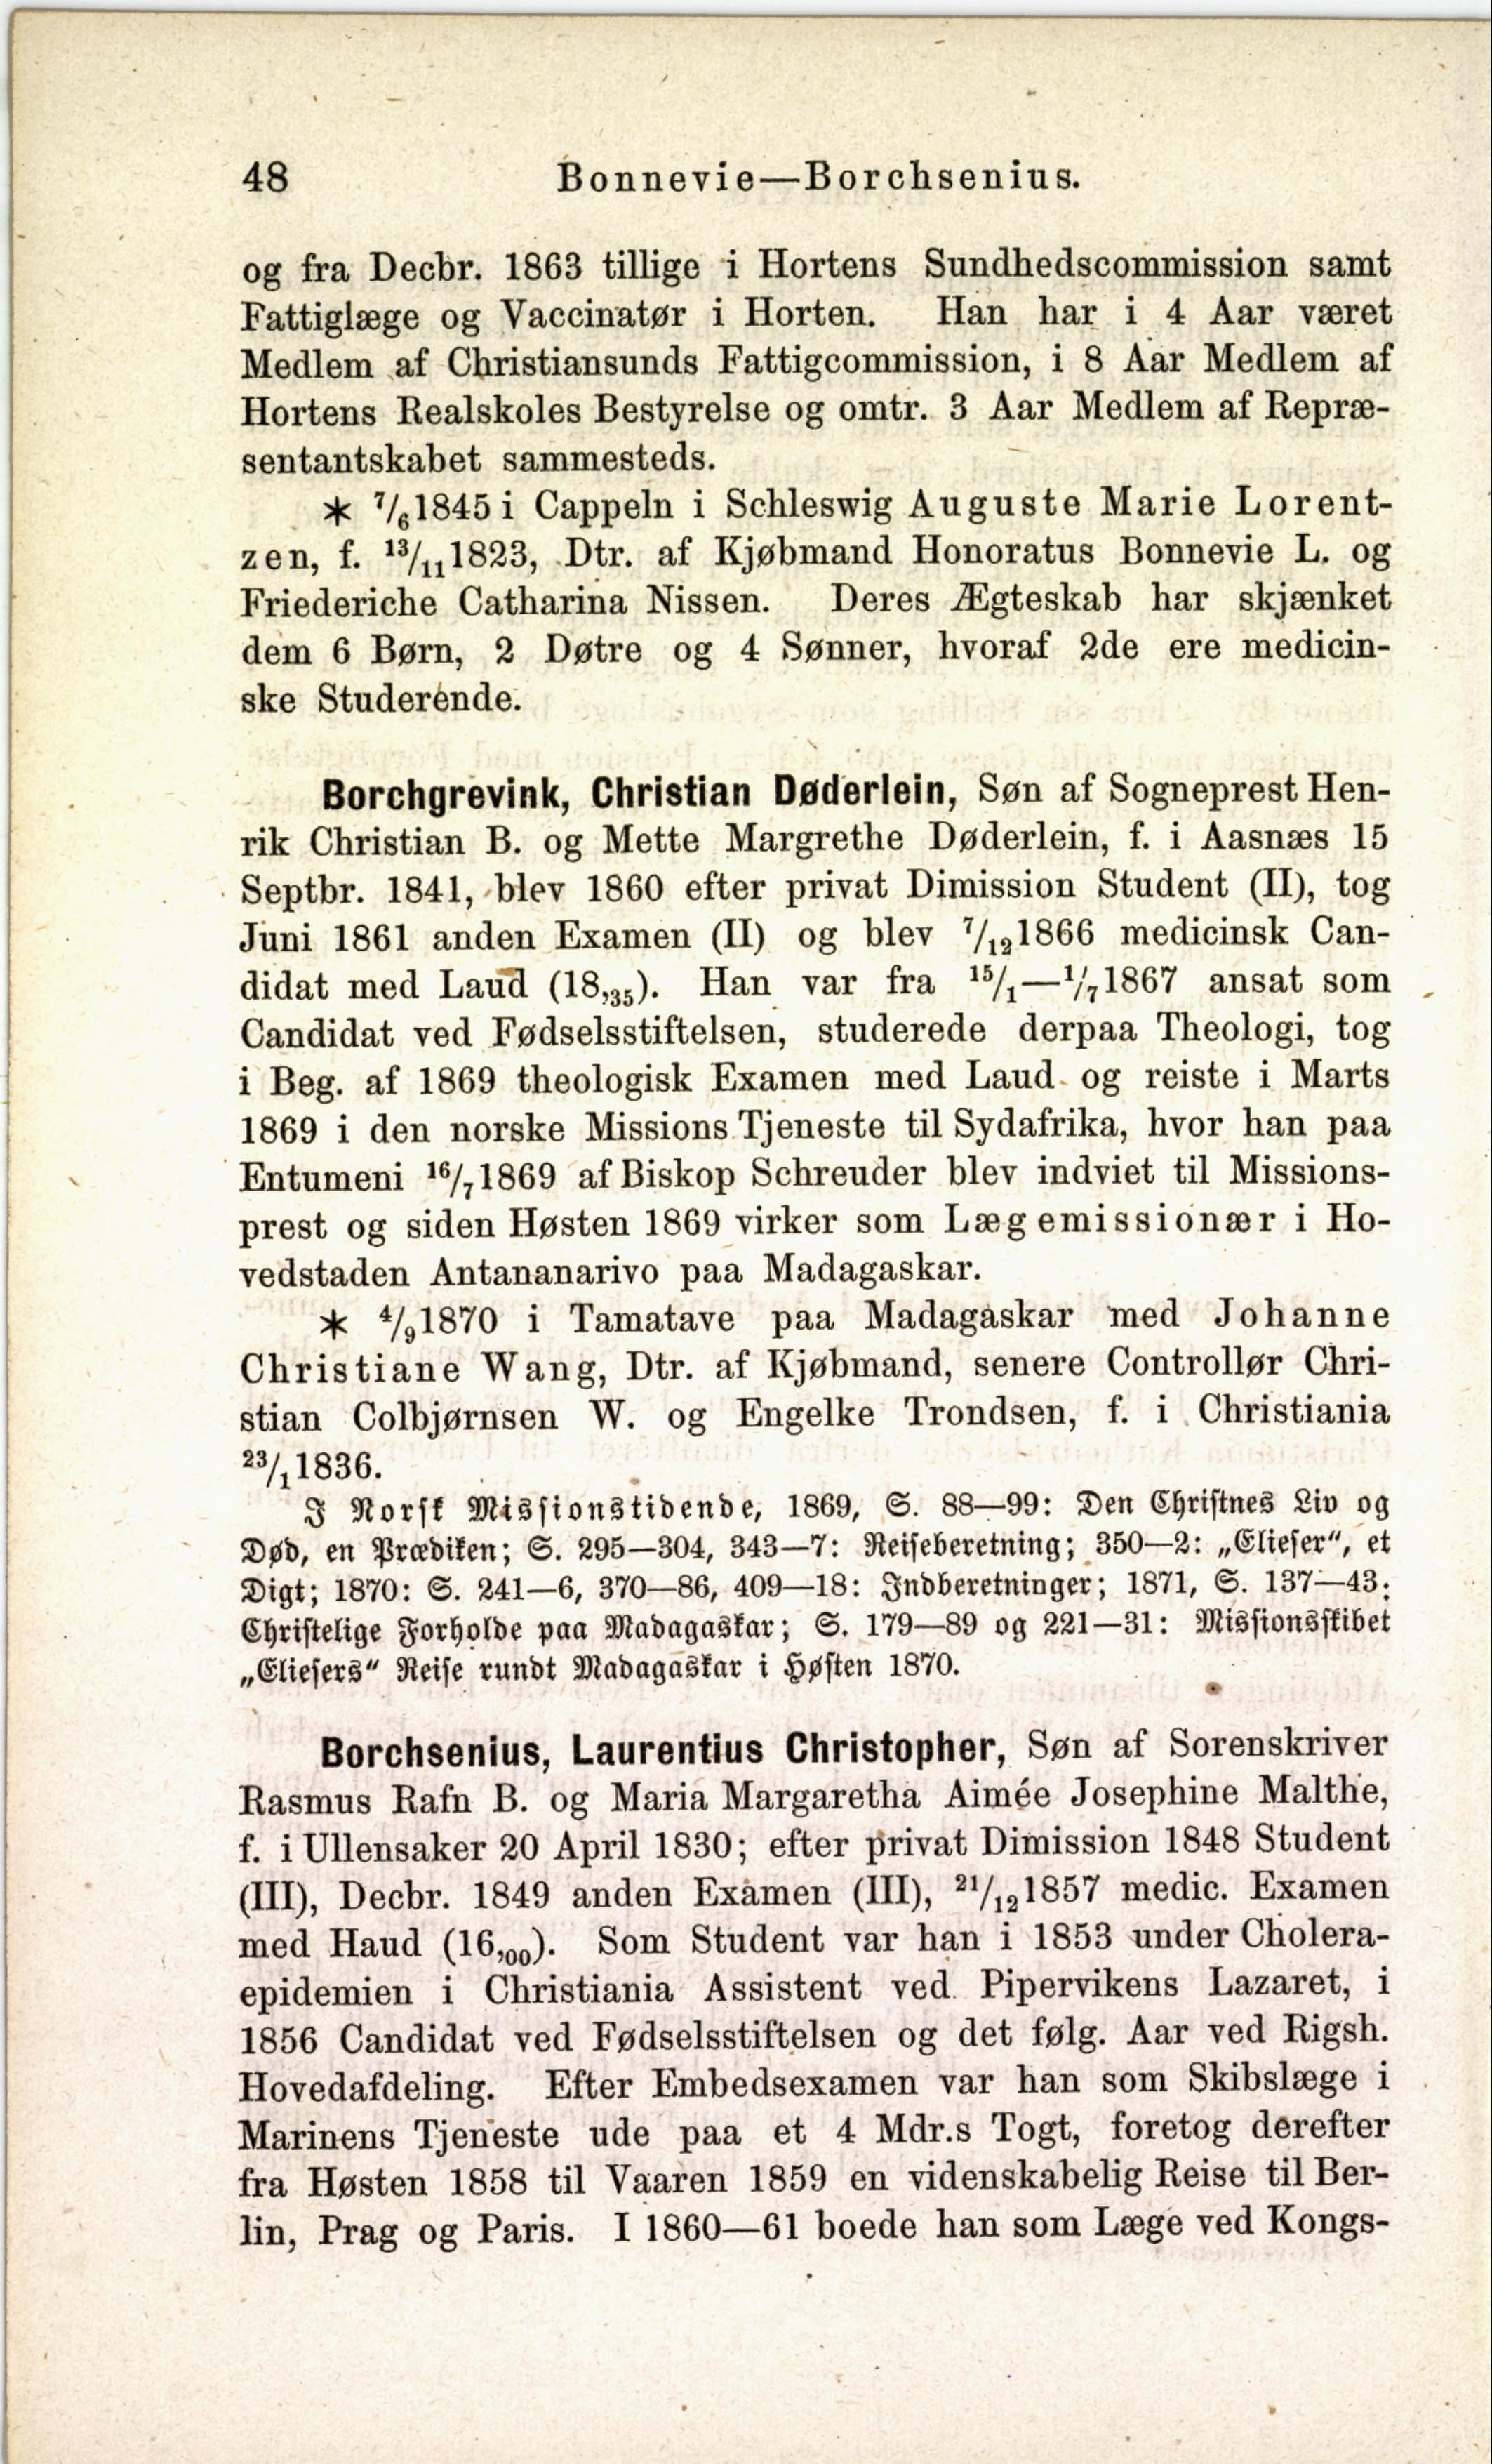 48 Bonnevie—Borchsenius.
og fra Decbr. 1863 tillige i Hortens Sundhedscommission samt
Fattiglæge og Vaccinatør i Horten. Han har i 4 Aar været
Medlem af Christiansunds Fattigcommission, i 8 Aar Medlem af
Hortens Realskoles Bestyrelse og omtr. 3 Aar Medlem af Repræ-
sentantskabet sammesteds.
* 7/6 1845 i Cappeln i Schleswig Auguste Marie Lorent-
zen, f. 13/11 1823, Dtr. af Kjøbmand Honoratus Bonnevie L. og
Friederiche Catharina Nissen. Deres Ægteskab har skjænket
dem 6 Børn, 2 Døtre og 4 Sønner, hvoraf 2de ere medicin-
ske Studerende.
Borchgrevink, Christian Døderlein, Søn af Sogneprest Hen-
rik Christian B. og Mette Margrethe Døderlein, f. i Aasnæs 15
Septbr. 1841, blev 1860 efter privat Dimission Student (II), tog
Juni 1861 anden Examen (II) og blev 7/12 1866 medicinsk Can-
didat med Laud (18,35). Han var fra 15/1—1/7 1867 ansat som
Candidat ved Fødselsstiftelsen, studerede derpaa Theologi, tog
i Beg. af 1869 theologisk Examen med Laud og reiste i Marts
1869 i den norske Missions Tjeneste til Sydafrika, hvor han paa
Entumeni 16/7 1869 af Biskop Schreuder blev indviet til Missions-
prest og siden Høsten 1869 virker som Lægemissionær i Ho-
vedstaden Antananarivo paa Madagaskar.
* 4/9 1870 i Tamatave paa Madagaskar med Johanne
Christiane Wang, Dtr. af Kjøbmand, senere Controllør Chri-
stian Colbjørnsen W. og Engelke Trondsen, f. i Christiania
23/1 1836.
I Norsk Missionstidende, 1869, S. 88—99: Den Christnes Liv og
Død, en Prædiken; S. 295—304, 343—7: Reiseberetning; 350—2: „Elieser“, et
Digt; 1870: S. 241—6, 370—86, 409—18: Indberetninger; 1871, S. 137—43:
Christelige Forholde paa Madagaskar; S. 179—89 og 221—31: Missionsskibet
„Eliesers“ Reise rundt Madagaskar i Høsten 1870.
Borchsenius, Laurentius Christopher, Søn af Sorenskriver
Rasmus Rafn B. og Maria Margaretha Aimée Josephine Malthe,
f. i Ullensaker 20 April 1830; efter privat Dimission 1848 Student
(III), Decbr. 1849 anden Examen (III), 21/12 1857 medic. Examen
med Haud (16,00). Som Student var han i 1853 under Cholera-
epidemien i Christiania Assistent ved Pipervikens Lazaret, i
1856 Candidat ved Fødselsstiftelsen og det følg. Aar ved Rigsh.
Hovedafdeling. Efter Embedsexamen var han som Skibslæge i
Marinens Tjeneste ude paa et 4 Mdr.s Togt, foretog derefter
fra Høsten 1858 til Vaaren 1859 en videnskabelig Reise til Ber-
lin, Prag og Paris. I 1860—61 boede han som Læge ved Kongs-